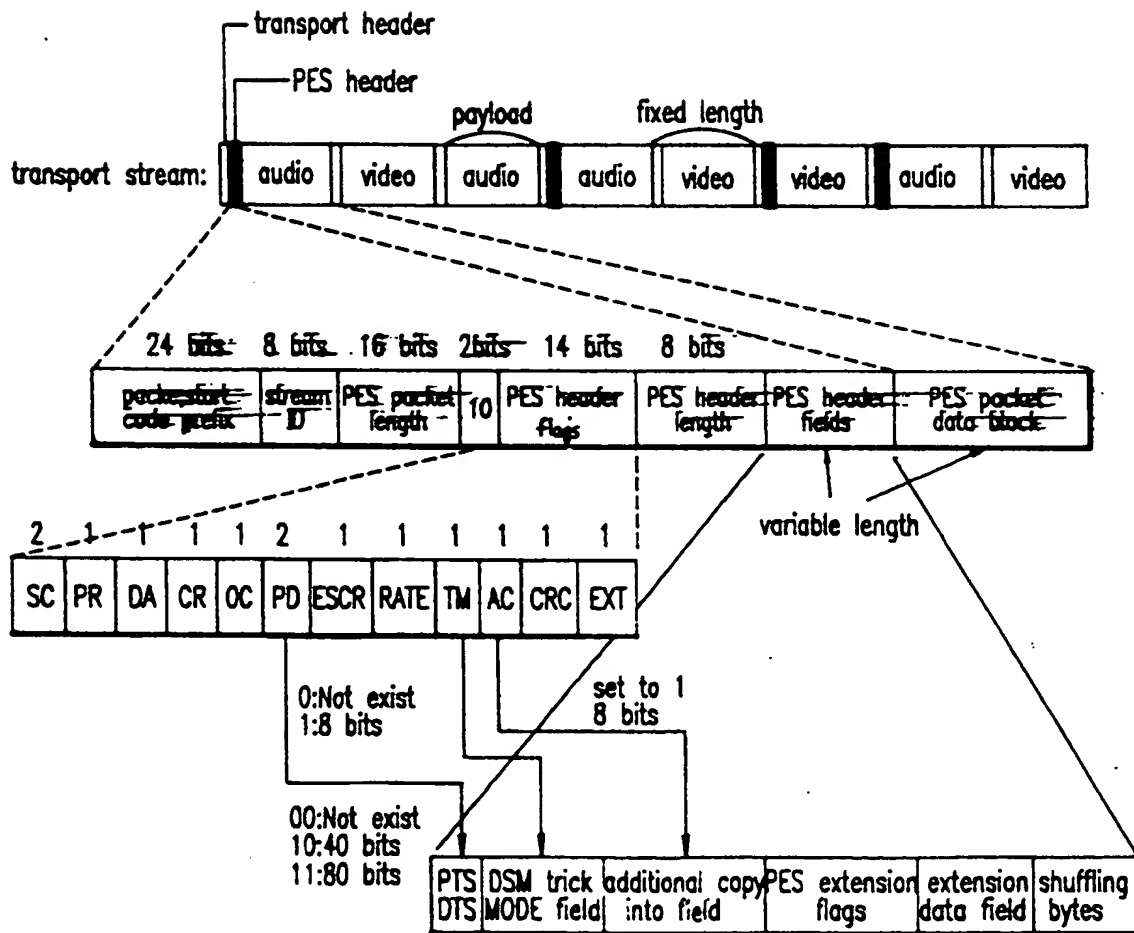 transport header
PES header
payload
fixed length
transport stream:
audio
video
audio
audio
video
video
audio
video
24 bits
8 bits
16 bits
2bits
14 bits
8 bits
packe start
code prefix
stream
ID
PES packet
length
10
PES header
flags
PES header
length
PES header
fields
PES packet
data block
variable length
2 1 1 1 1 2 1 1 1 1 1 1
SC PR DA CR OC PD ESCR RATE TM AC CRC EXT
0:Not exist
1:8 bits
set to 1
8 bits
00:Not exist
10:40 bits
11:80 bits
PTS
DTS
DSM trick
MODE field
additional copy
into field
PES extension
flags
extension
data field
shuffling
bytes